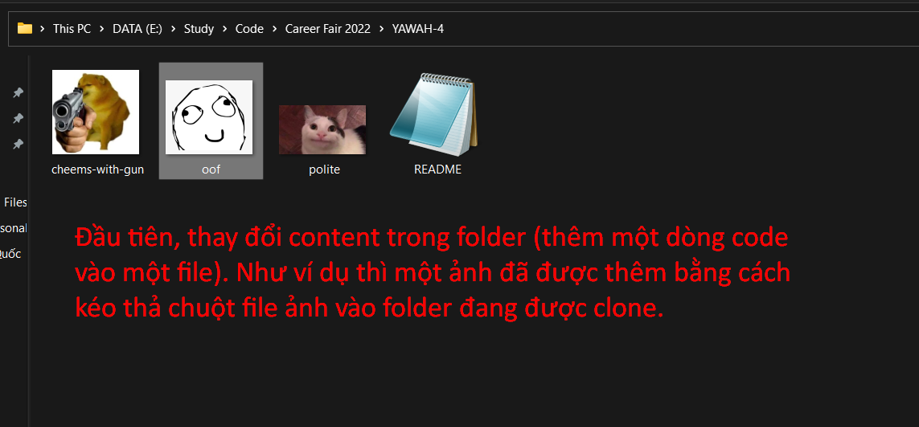 This PC > DATA (E:) > Study > Code > Career Fair 2022 > YAWAH-4
cheems-with-gun
oof
polite
README
Files
sonal
Quốc
Đầu tiên, thay đổi content trong folder (thêm một dòng code
vào một file). Như ví dụ thì một ảnh đã được thêm bằng cách
kéo thả chuột file ảnh vào folder đang được clone.